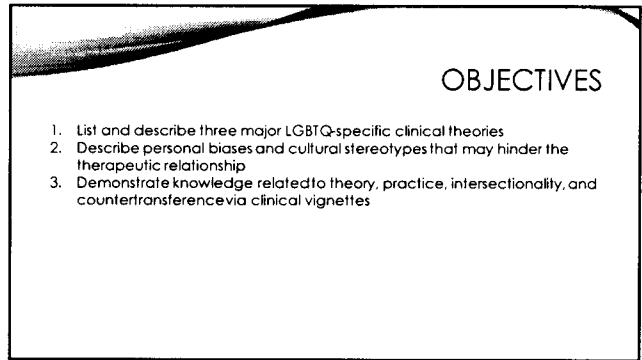 OBJECTIVES
1. List and describe three major LGBTQ-specific clinical theories
2. Describe personal biases and cultural stereotypes that may hinder the
therapeutic relationship
3. Demonstrate knowledge related to theory, practice, intersectionality, and
countertransference via clinical vignettes